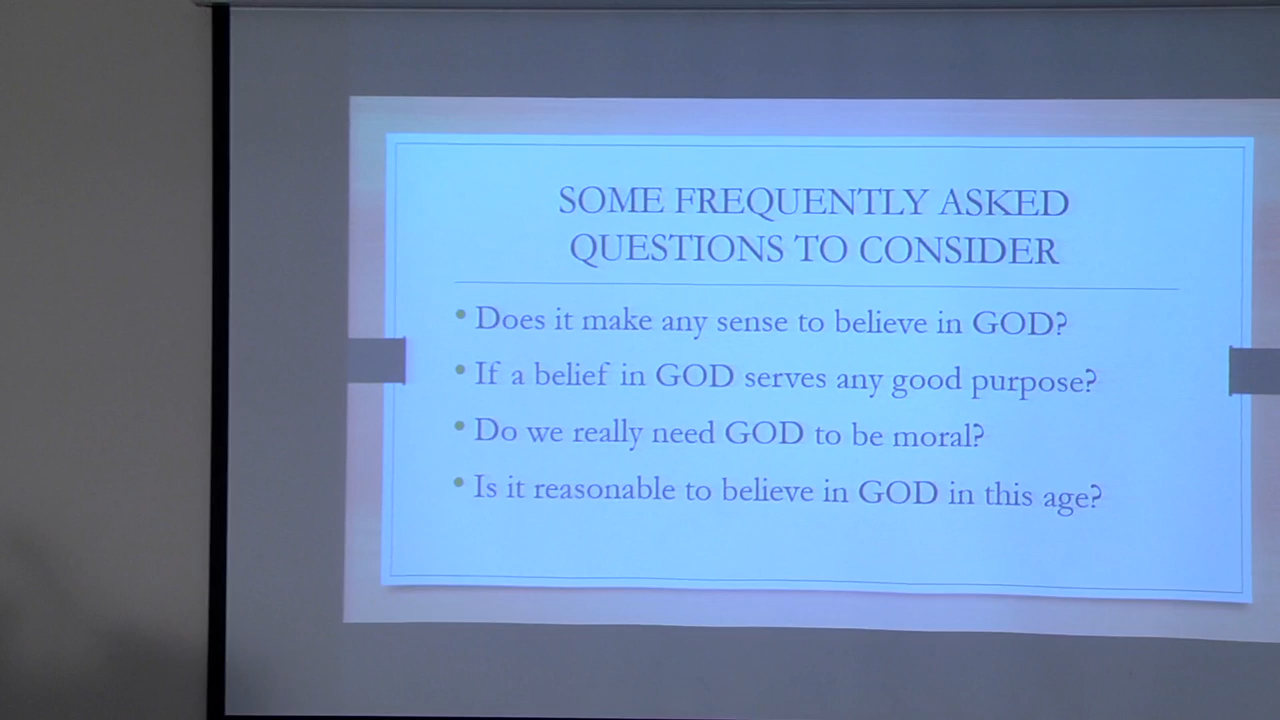 SOME FREQUENTLY ASKED
QUESTIONS TO CONSIDER
• Does it make any sense to believe in GOD?
• If a belief in GOD serves any good purpose?
• Do we really need GOD to be moral?
• Is it reasonable to believe in GOD in this age?